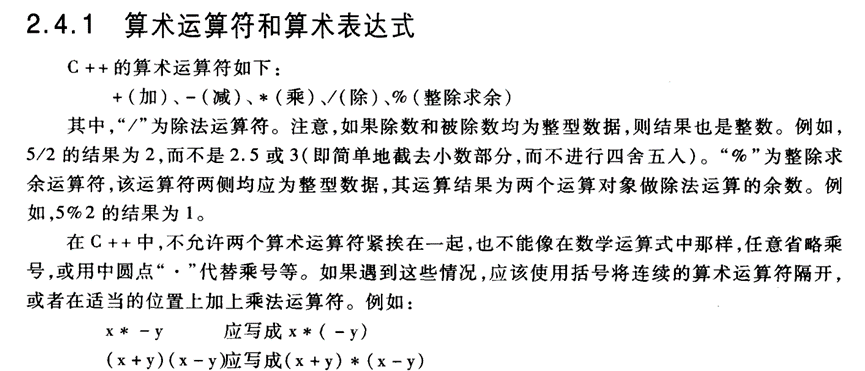 2.4.1 算术运算符和算术表达式
C ++的算术运算符如下：
+(加)、-(减)、*(乘)、/(除)、%(整除求余)
其中，“/”为除法运算符。注意，如果除数和被除数均为整型数据，则结果也是整数。例如，
5/2 的结果为 2，而不是 2.5 或 3(即简单地截去小数部分，而不进行四舍五入)。“%”为整除求
余运算符，该运算符两侧均应为整型数据，其运算结果为两个运算对象做除法运算的余数。例
如，5%2 的结果为 1。
在 C ++中，不允许两个算术运算符紧挨在一起，也不能像在数学运算式中那样，任意省略乘
号，或用中圆点“·”代替乘号等。如果遇到这些情况，应该使用括号将连续的算术运算符隔开，
或者在适当的位置上加上乘法运算符。例如：
x* -y 应写成 x*(-y)
(x+y)(x-y)应写成(x+y)*(x-y)